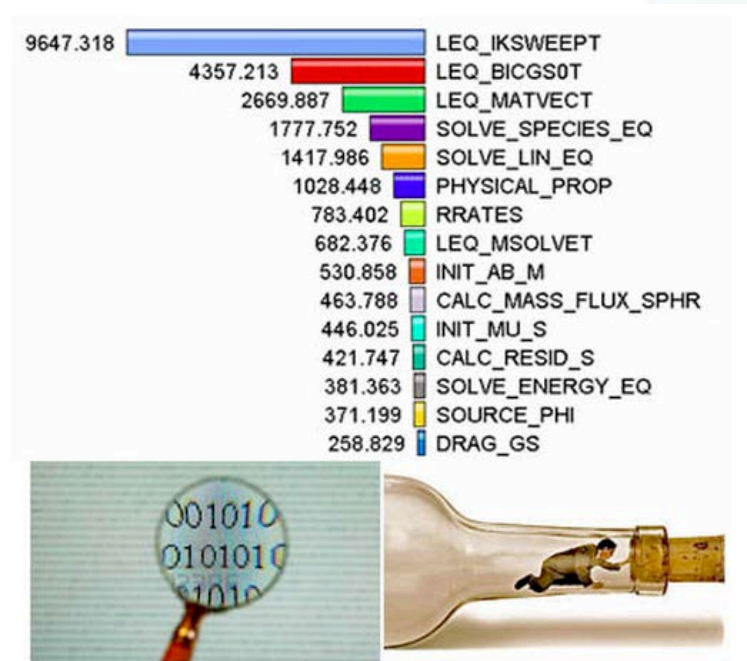 9647.318 LEQ_IKSWEEPT
4357.213 LEQ_BICGS0T
2669.887 LEQ_MATVECT
1777.752 SOLVE_SPECIES_EQ
1417.986 SOLVE_LIN_EQ
1028.448 PHYSICAL_PROP
783.402 RRATES
682.376 LEQ_MSOLVET
530.858 INIT_AB_M
463.788 CALC_MASS_FLUX_SPHR
446.025 INIT_MU_S
421.747 CALC_RESID_S
381.363 SOLVE_ENERGY_EQ
371.199 SOURCE_PHI
258.829 DRAG_GS
001010
0101010